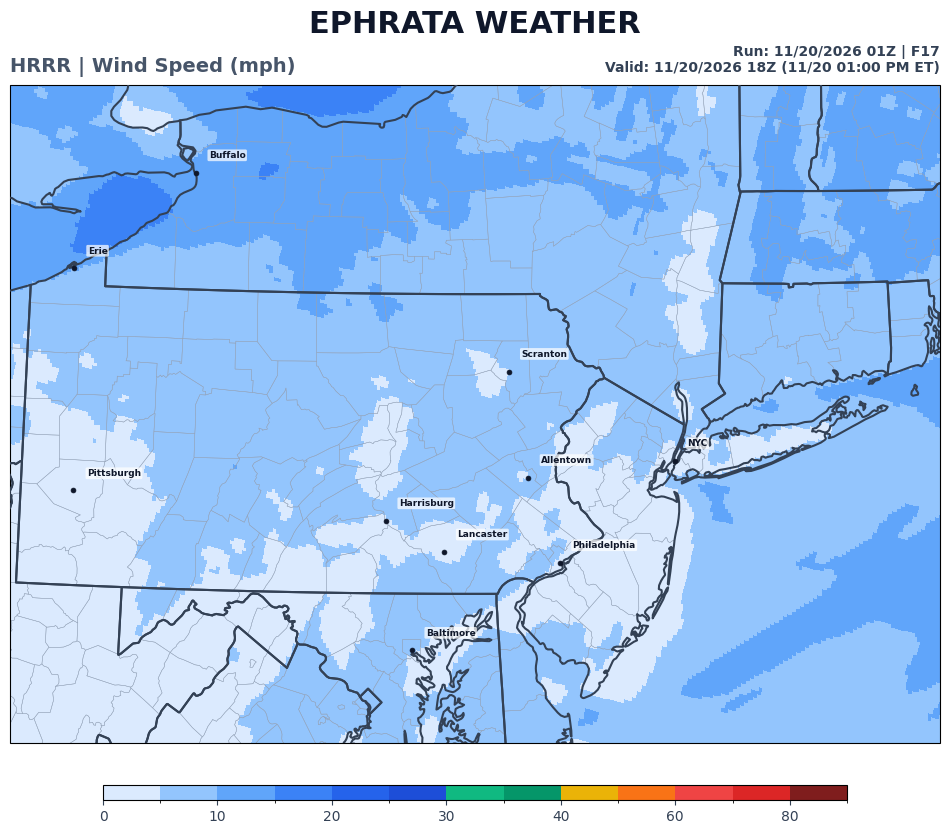 EPHRATA WEATHER
HRRR | Wind Speed (mph)
Run: 11/20/2026 01Z | F17
Valid: 11/20/2026 18Z (11/20 01:00 PM ET)
Buffalo
Erie
Scranton
NYC
Allentown
Pittsburgh
Harrisburg
Lancaster
Philadelphia
Baltimore
0 10 20 30 40 50 60 70 80